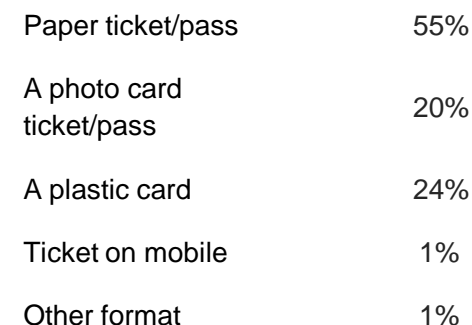 Paper ticket/pass 55%
A photo card
ticket/pass 20%
A plastic card 24%
Ticket on mobile 1%
Other format 1%